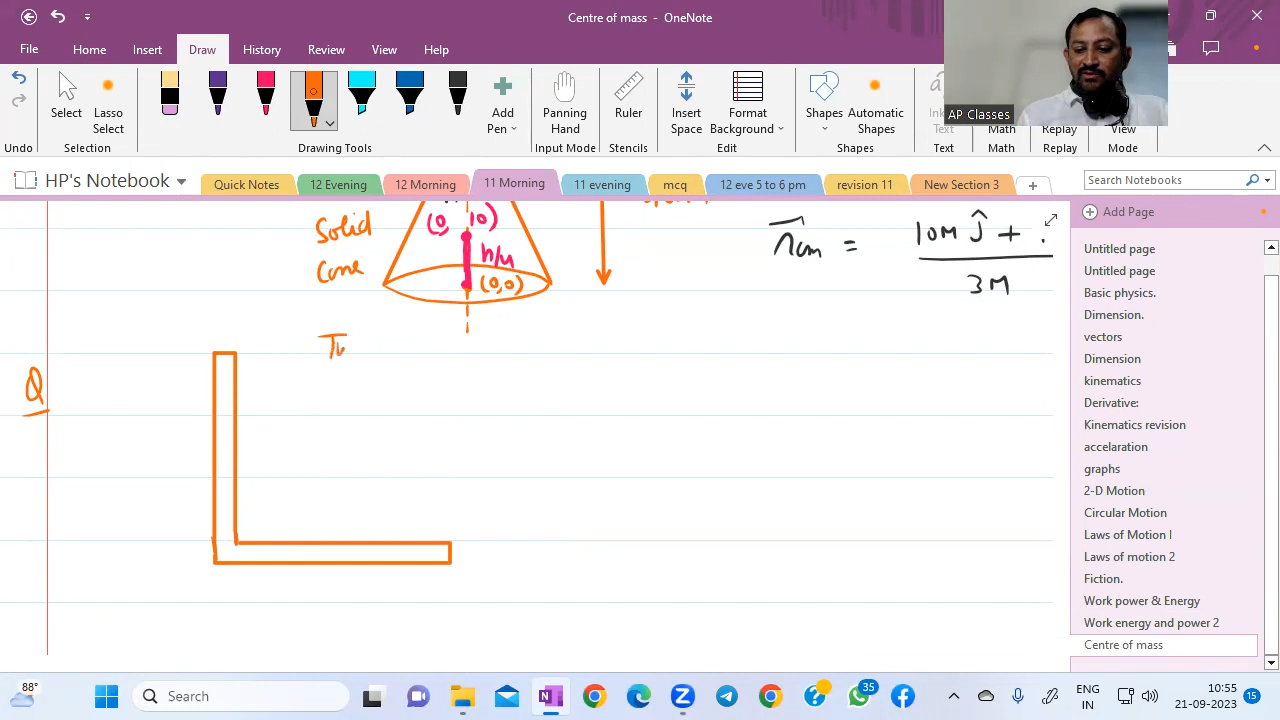 Centre of mass - OneNote
File Home Insert Draw History Review View Help
Undo
Select
Lasso Select
Selection
Add Pen
Drawing Tools
Panning Hand
Input Mode
Ruler
Stencils
Insert Space
Format Background
Edit
Shapes
Automatic Shapes
Shapes
Ink to Text
Text
Math
Math
Replay
Replay
View
Mode
AP Classes
HP's Notebook
Quick Notes
12 Evening
12 Morning
11 Morning
11 evening
mcq
12 eve 5 to 6 pm
revision 11
New Section 3
Search Notebooks
Solid
Cone
(0, 10)
h/4
(0,0)
r cm = 10M ĵ + .
3M
Q
Add Page
Untitled page
Untitled page
Basic physics.
Dimension.
vectors
Dimension
kinematics
Derivative:
Kinematics revision
accelaration
graphs
2-D Motion
Circular Motion
Laws of Motion I
Laws of motion 2
Fiction.
Work power & Energy
Work energy and power 2
Centre of mass
88°
Search
35
ENG
IN
10:55
21-09-2023
15